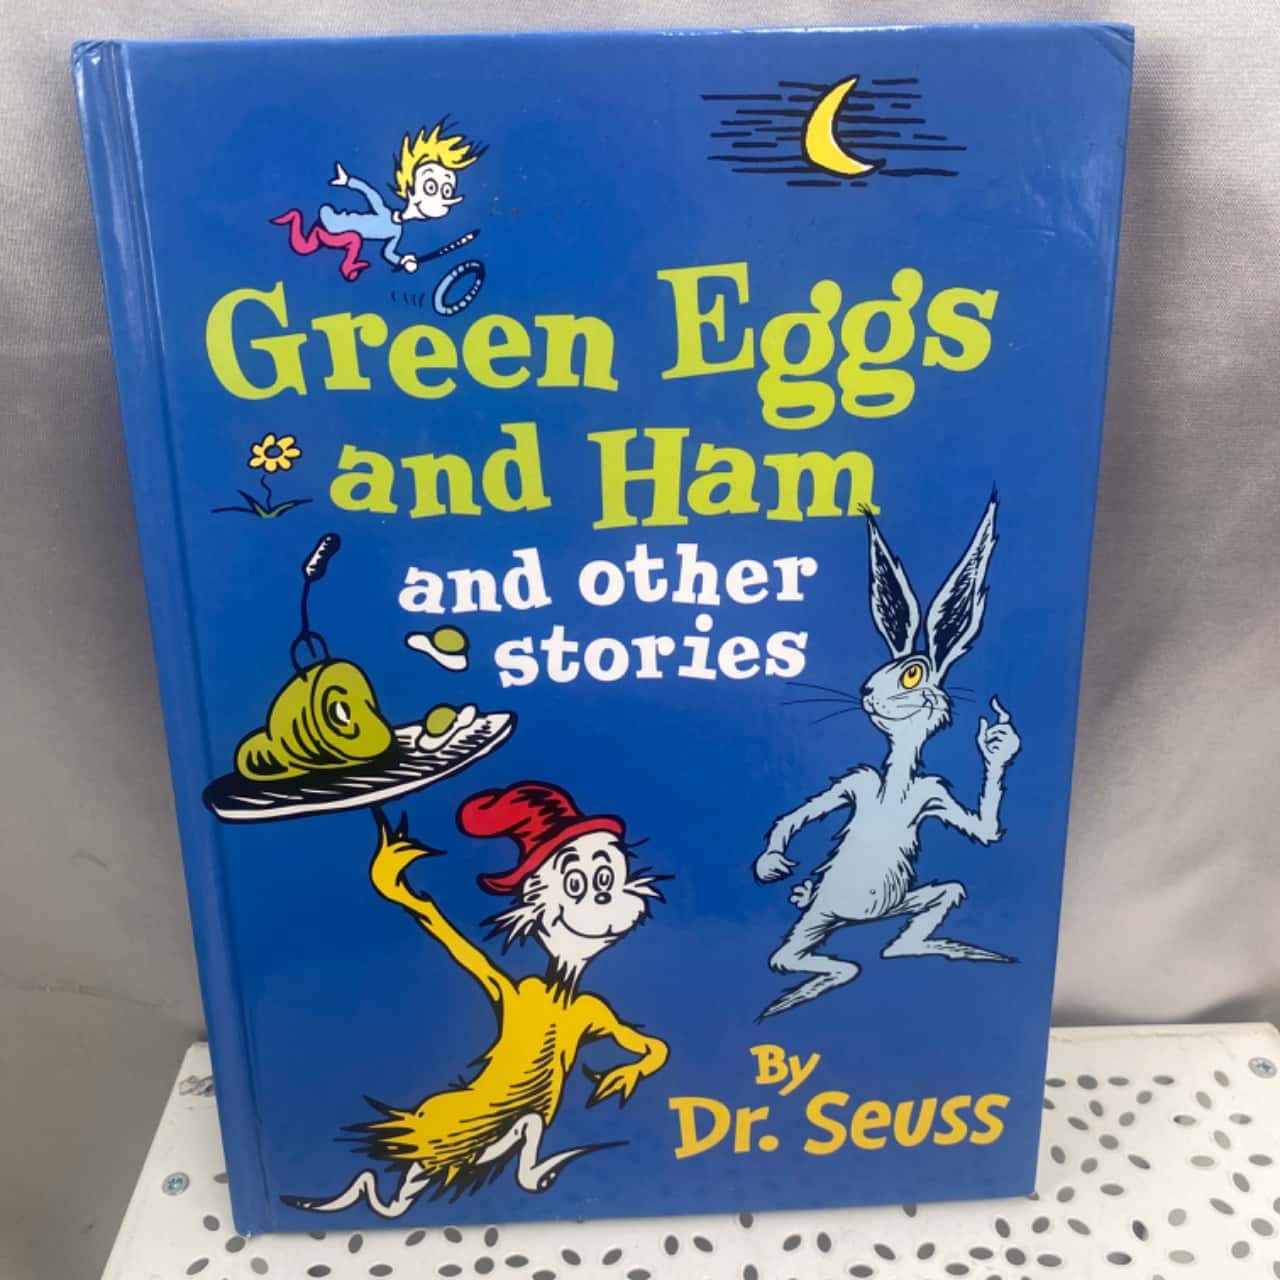 Green Eggs
and Ham
and other
stories
By
Dr. Seuss